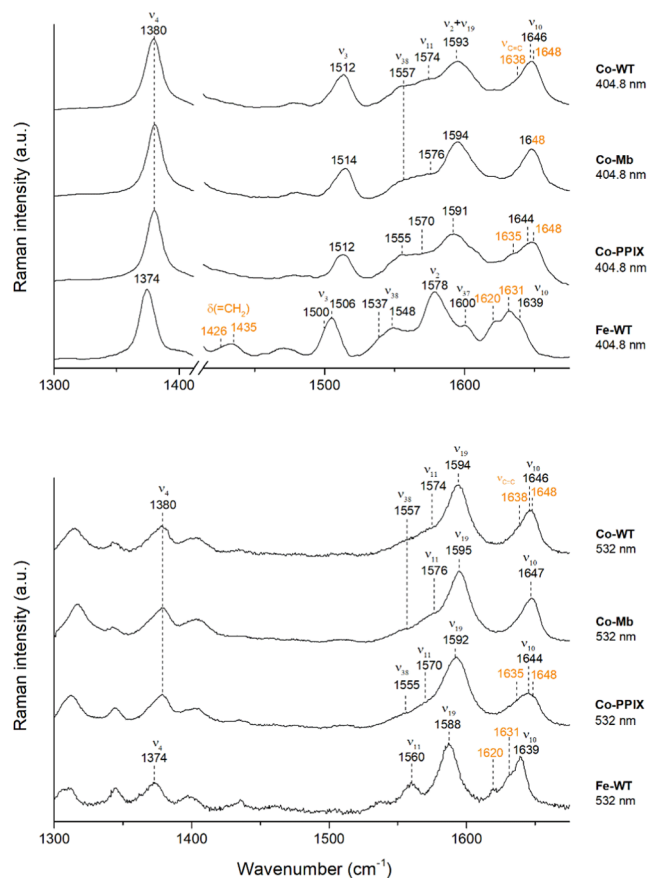 ν4
1380
ν3
1512
ν38
1557
ν11
1574
ν2+ν19
1593
νC=C
1638
ν10
1646
1648
Co-WT
404.8 nm
1514
1576
1594
1648
Co-Mb
404.8 nm
1512
1555
1570
1591
1635
1644
1648
Co-PPIX
404.8 nm
1374
δ(=CH2)
1426
1435
ν3
1500
1506
ν38
1537
1548
ν2
1578
ν37
1600
1620
1631
ν10
1639
Fe-WT
404.8 nm
Raman intensity (a.u.)
1300
1400
1500
1600
ν4
1380
ν38
1557
ν11
1574
ν19
1594
νC=C
1638
ν10
1646
1648
Co-WT
532 nm
ν11
1576
ν19
1595
ν10
1647
Co-Mb
532 nm
ν38
1555
ν11
1570
ν19
1592
1635
ν10
1644
1648
Co-PPIX
532 nm
ν4
1374
ν11
1560
ν19
1588
1620
1631
ν10
1639
Fe-WT
532 nm
Raman intensity (a.u.)
1300
1400
1500
1600
Wavenumber (cm-1)